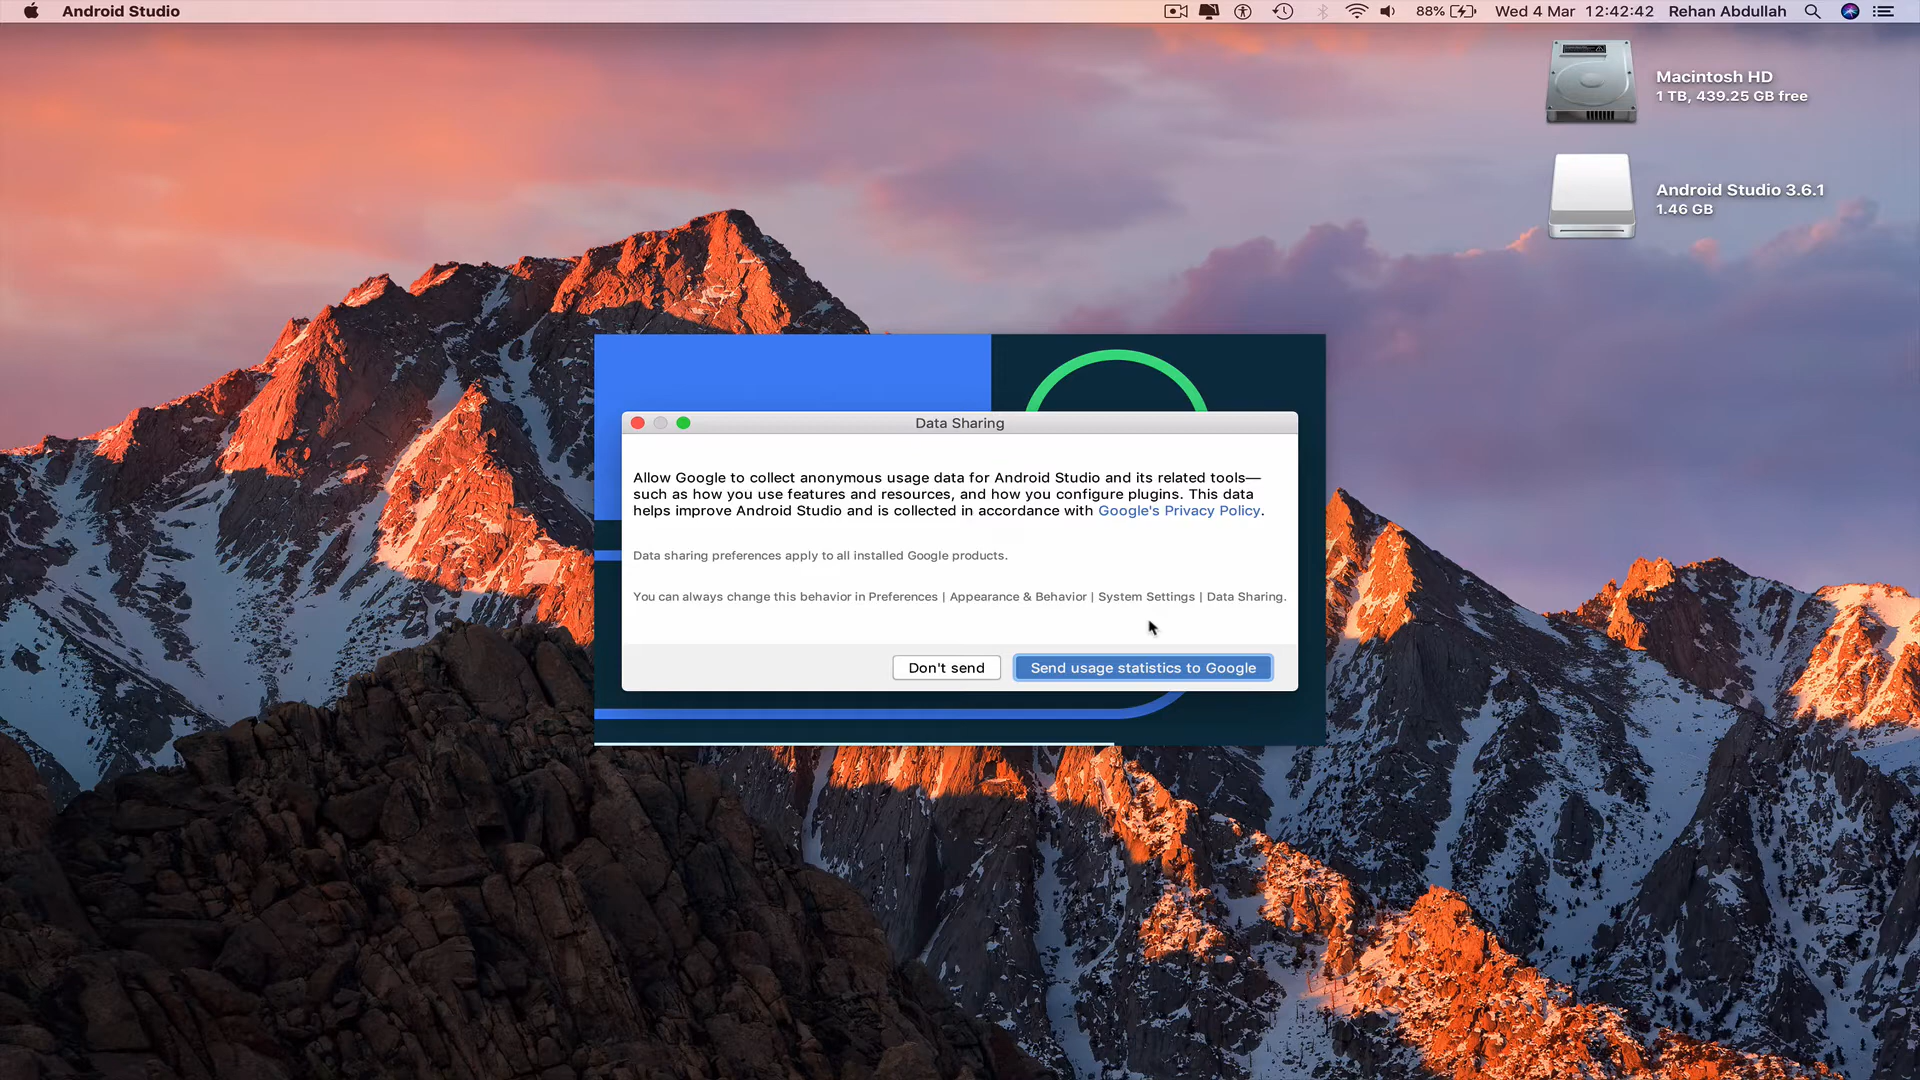 Android Studio
88%
Wed 4 Mar 12:42:42
Rehan Abdullah
Macintosh HD
1 TB, 439.25 GB free
Android Studio 3.6.1
1.46 GB
Data Sharing
Allow Google to collect anonymous usage data for Android Studio and its related tools—
such as how you use features and resources, and how you configure plugins. This data
helps improve Android Studio and is collected in accordance with Google's Privacy Policy.
Data sharing preferences apply to all installed Google products.
You can always change this behavior in Preferences | Appearance & Behavior | System Settings | Data Sharing.
Don't send
Send usage statistics to Google